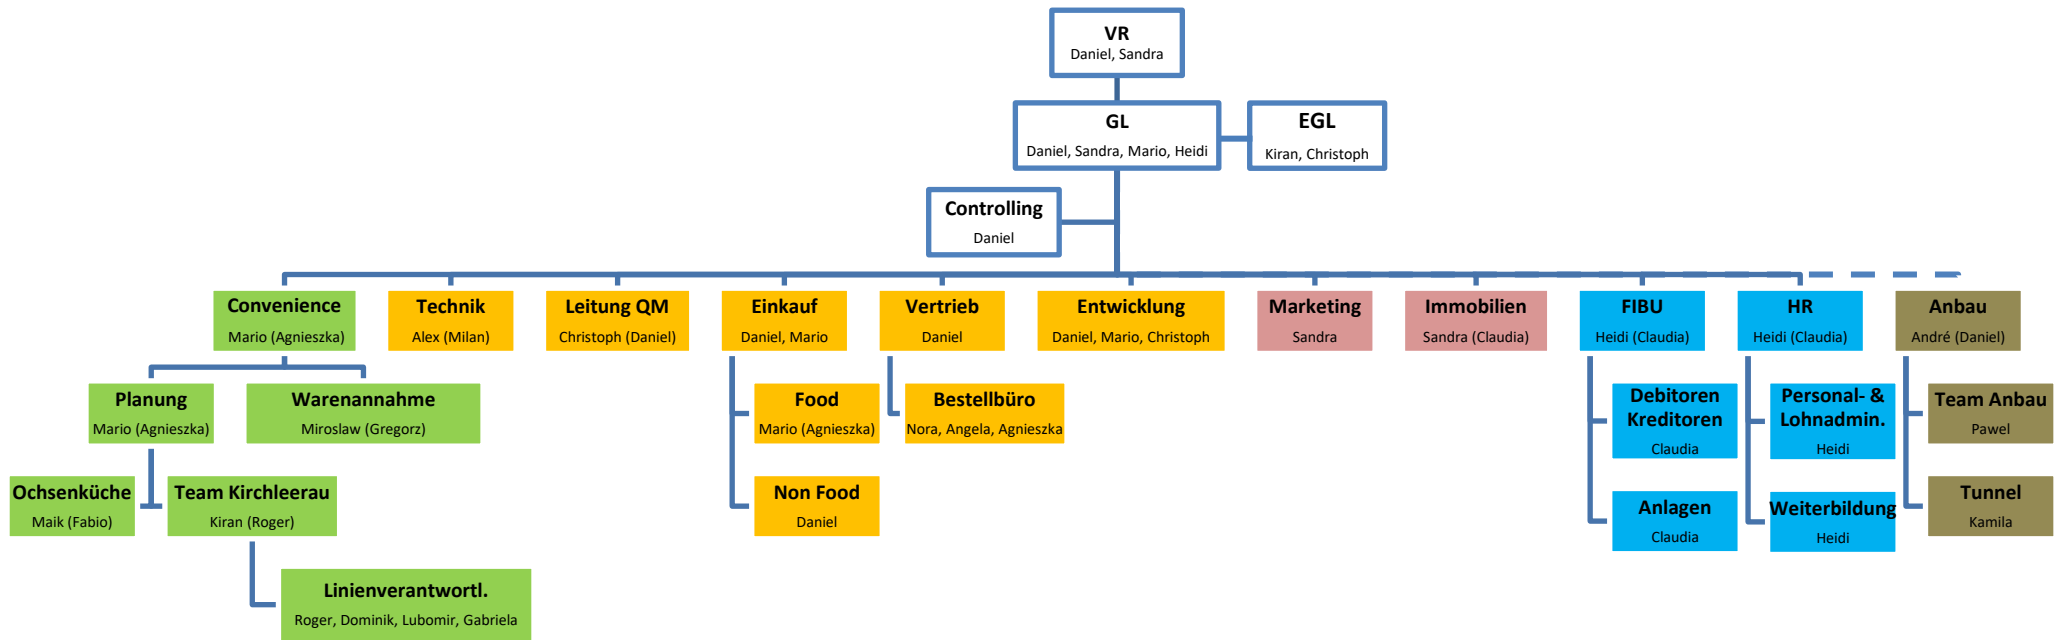 VR
Daniel, Sandra
GL
Daniel, Sandra, Mario, Heidi
EGL
Kiran, Christoph
Controlling
Daniel
Convenience
Mario (Agnieszka)
Technik
Alex (Milan)
Leitung QM
Christoph (Daniel)
Einkauf
Daniel, Mario
Vertrieb
Daniel
Entwicklung
Daniel, Mario, Christoph
Marketing
Sandra
Immobilien
Sandra (Claudia)
FIBU
Heidi (Claudia)
HR
Heidi (Claudia)
Anbau
André (Daniel)
Planung
Mario (Agnieszka)
Warenannahme
Miroslaw (Gregorz)
Food
Mario (Agnieszka)
Bestellbüro
Nora, Angela, Agnieszka
Debitoren
Kreditoren
Claudia
Personal- &
Lohnadmin.
Heidi
Team Anbau
Pawel
Ochsenküche
Maik (Fabio)
Team Kirchleerau
Kiran (Roger)
Non Food
Daniel
Anlagen
Claudia
Weiterbildung
Heidi
Tunnel
Kamila
Linienverantwortl.
Roger, Dominik, Lubomir, Gabriela